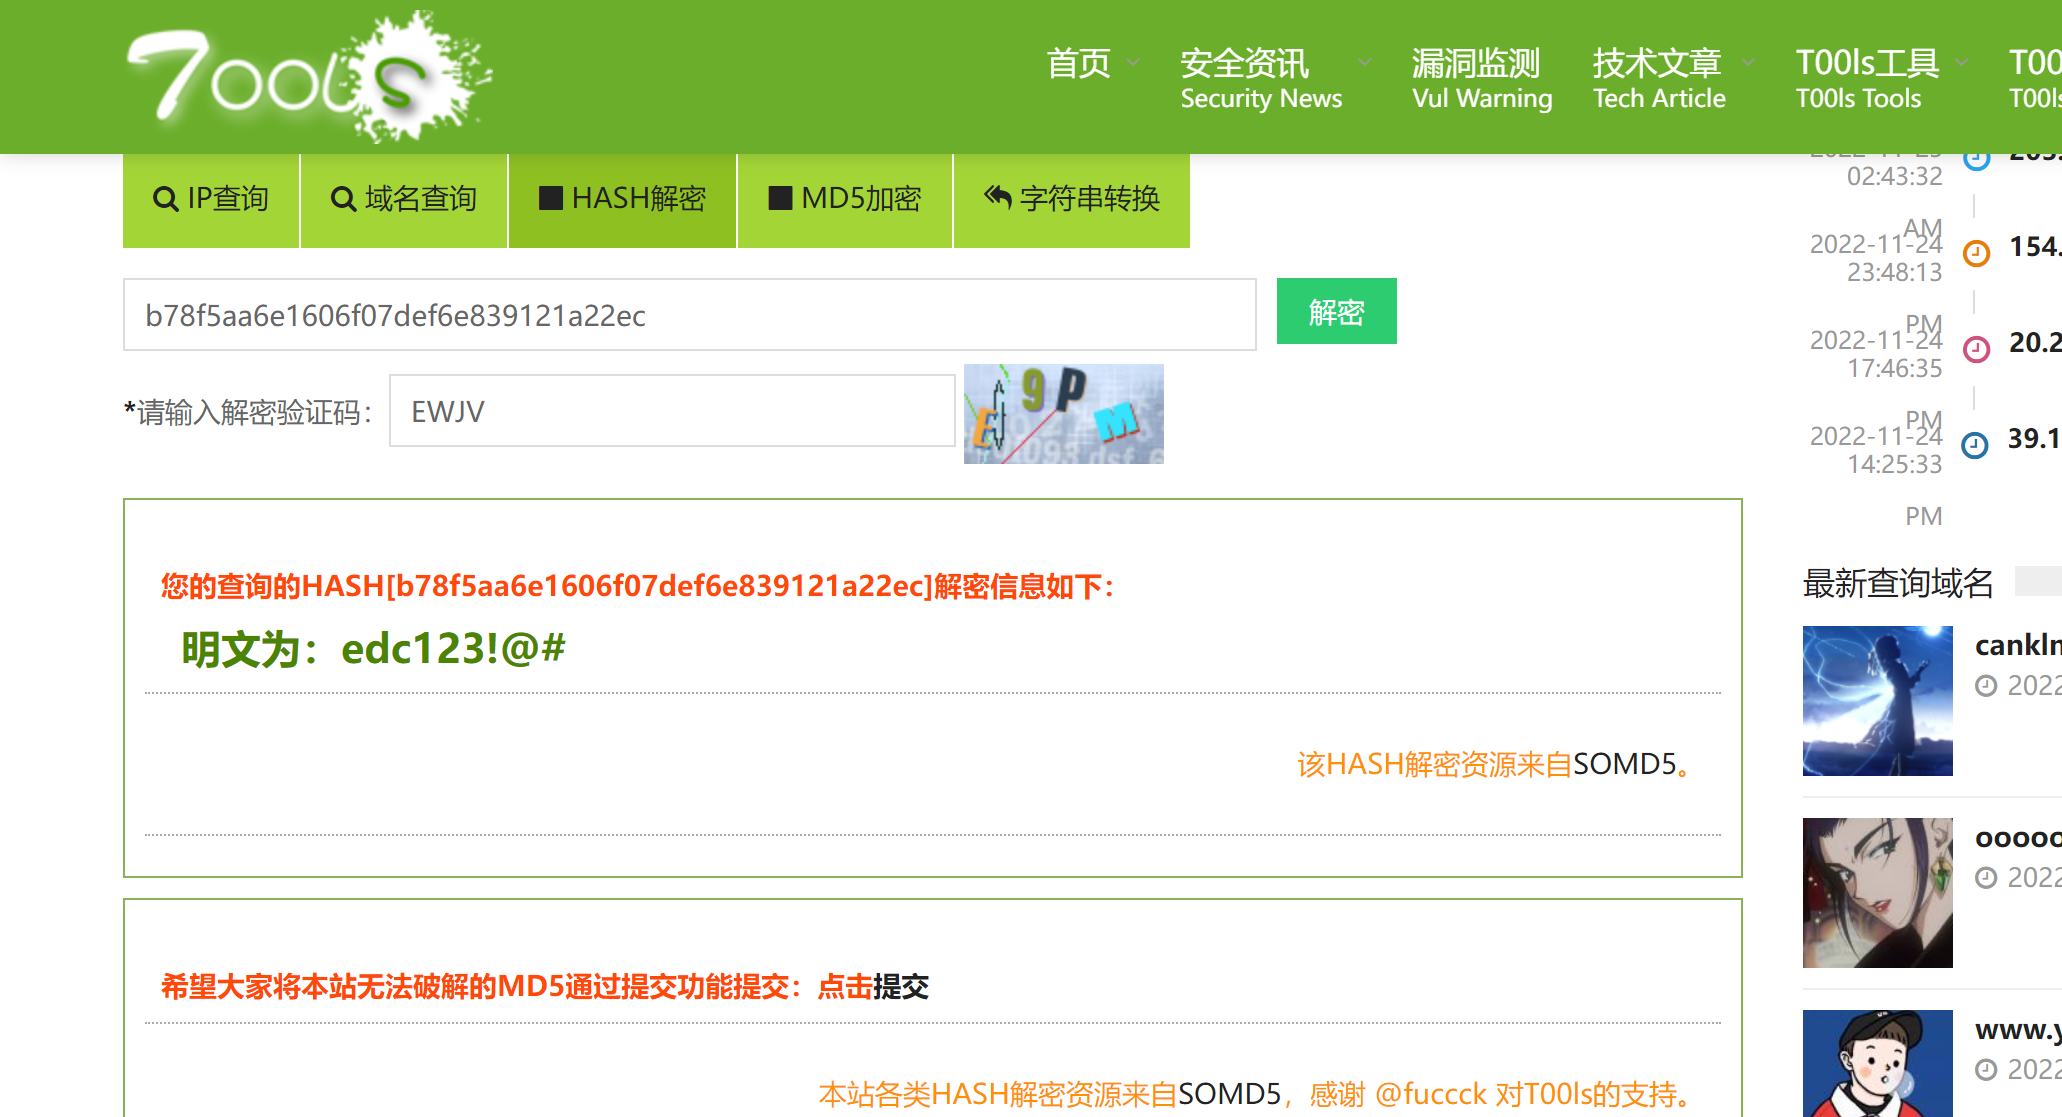 T00ls
首页
安全资讯
Security News
漏洞监测
Vul Warning
技术文章
Tech Article
T00ls工具
T00ls Tools
T00
T00ls
IP查询
域名查询
HASH解密
MD5加密
字符串转换
b78f5aa6e1606f07def6e839121a22ec
解密
*请输入解密验证码：
EWJV
E
g
P
M
您的查询的HASH[b78f5aa6e1606f07def6e839121a22ec]解密信息如下：
明文为：edc123!@#
该HASH解密资源来自SOMD5。
希望大家将本站无法破解的MD5通过提交功能提交：点击提交
本站各类HASH解密资源来自SOMD5，感谢 @fuccck 对T00ls的支持。
02:43:32
AM
2022-11-24
154.
23:48:13
PM
2022-11-24
20.2
17:46:35
PM
2022-11-24
39.1
14:25:33
PM
最新查询域名
2022
ooooo
2022
www.y
2022